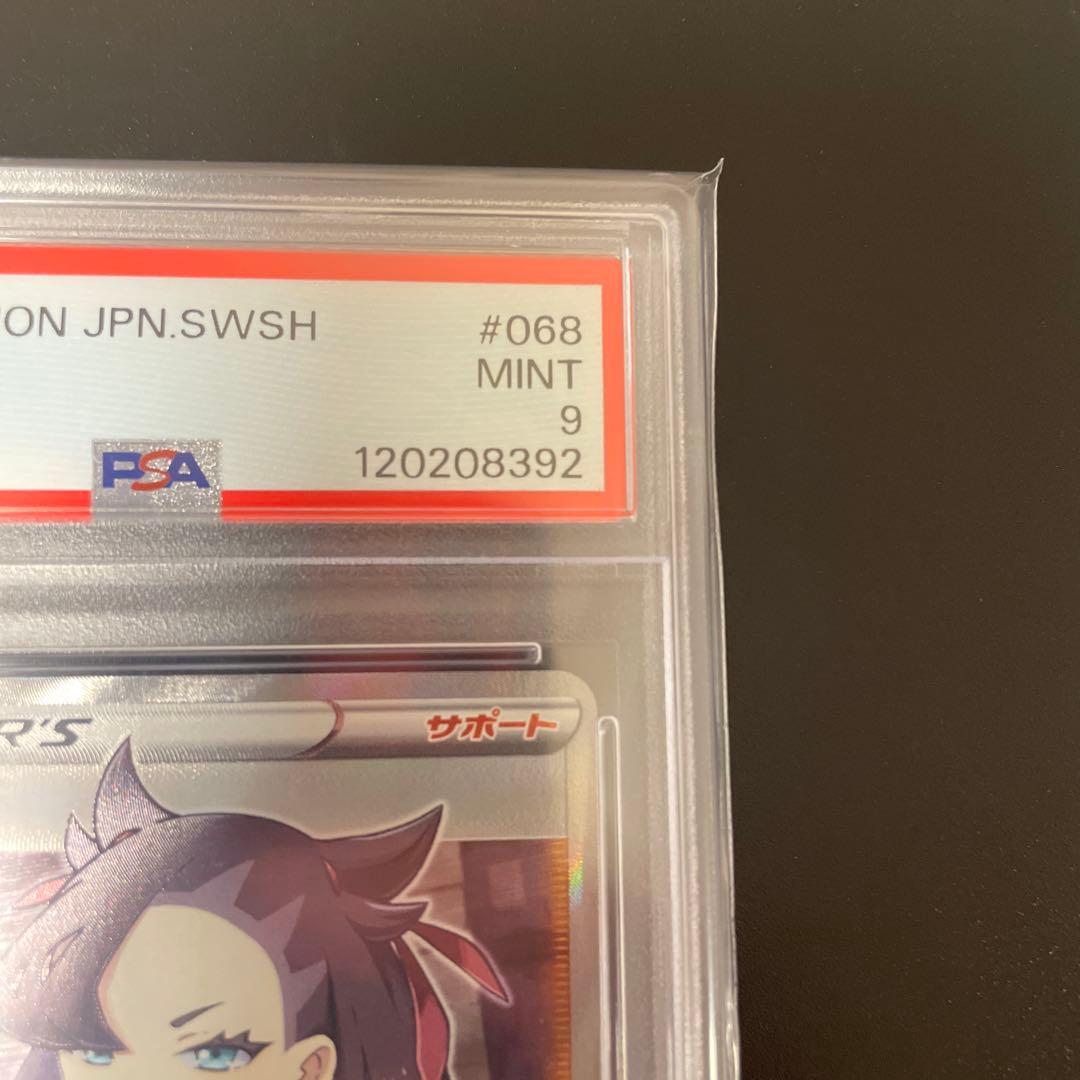 ON JPN.SWSH #068
MINT
9
PSA 120208392
R'S サポート